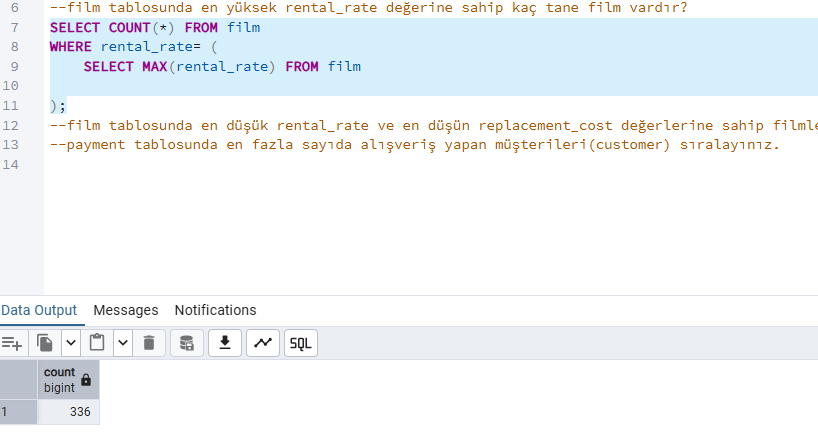 6 --film tablosunda en yüksek rental_rate değerine sahip kaç tane film vardır?
7 SELECT COUNT(*) FROM film
8 WHERE rental_rate= (
9 SELECT MAX(rental_rate) FROM film
10
11 );
12 --film tablosunda en düşük rental_rate ve en düşün replacement_cost değerlerine sahip filml
13 --payment tablosunda en fazla sayıda alışveriş yapan müşterileri(customer) sıralayınız.
14
Data Output Messages Notifications
SQL
count
bigint
1 336